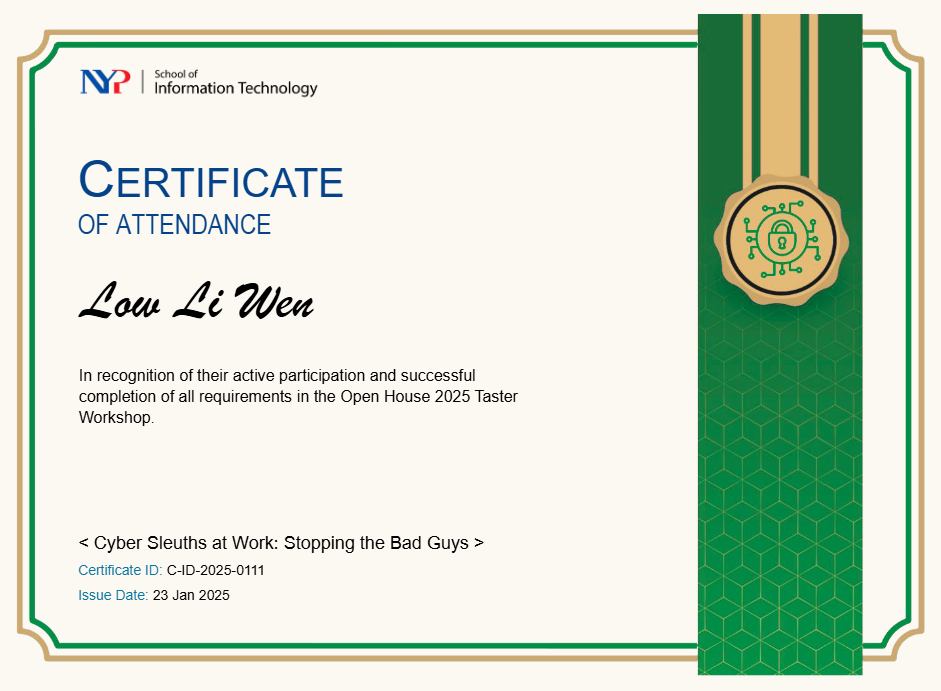 NYP
School of
Information Technology
CERTIFICATE
OF ATTENDANCE
Low Li Wen
In recognition of their active participation and successful
completion of all requirements in the Open House 2025 Taster
Workshop.
< Cyber Sleuths at Work: Stopping the Bad Guys >
Certificate ID: C-ID-2025-0111
Issue Date: 23 Jan 2025